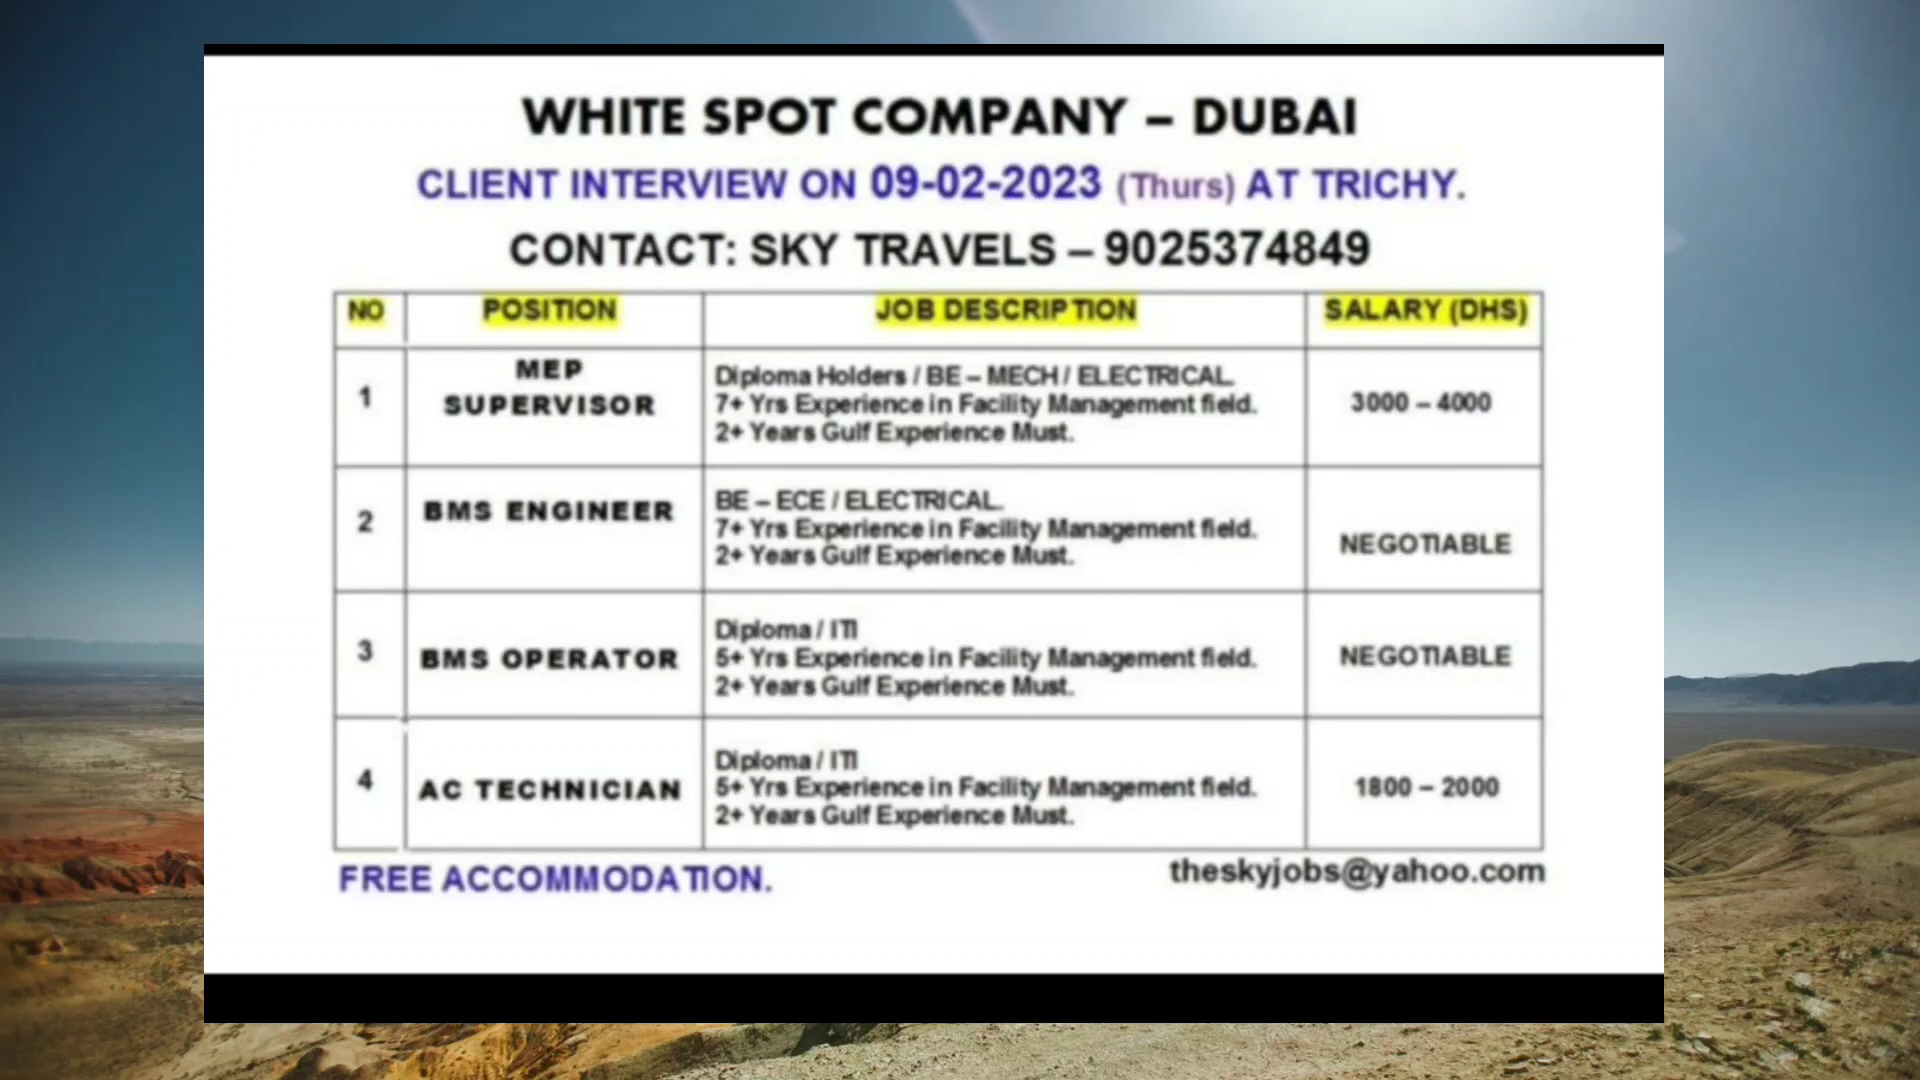 WHITE SPOT COMPANY – DUBAI
CLIENT INTERVIEW ON 09-02-2023 (Thurs) AT TRICHY.
CONTACT: SKY TRAVELS – 9025374849
NO POSITION JOB DESCRIPTION SALARY (DHS)
1
MEP
SUPERVISOR
Diploma Holders / BE – MECH / ELECTRICAL.
7+ Yrs Experience in Facility Management field.
2+ Years Gulf Experience Must.
3000 – 4000
2
BMS ENGINEER
BE – ECE / ELECTRICAL.
7+ Yrs Experience in Facility Management field.
2+ Years Gulf Experience Must.
NEGOTIABLE
3
BMS OPERATOR
Diploma / ITI
5+ Yrs Experience in Facility Management field.
2+ Years Gulf Experience Must.
NEGOTIABLE
4
AC TECHNICIAN
Diploma / ITI
5+ Yrs Experience in Facility Management field.
2+ Years Gulf Experience Must.
1800 – 2000
FREE ACCOMMODATION.
theskyjobs@yahoo.com